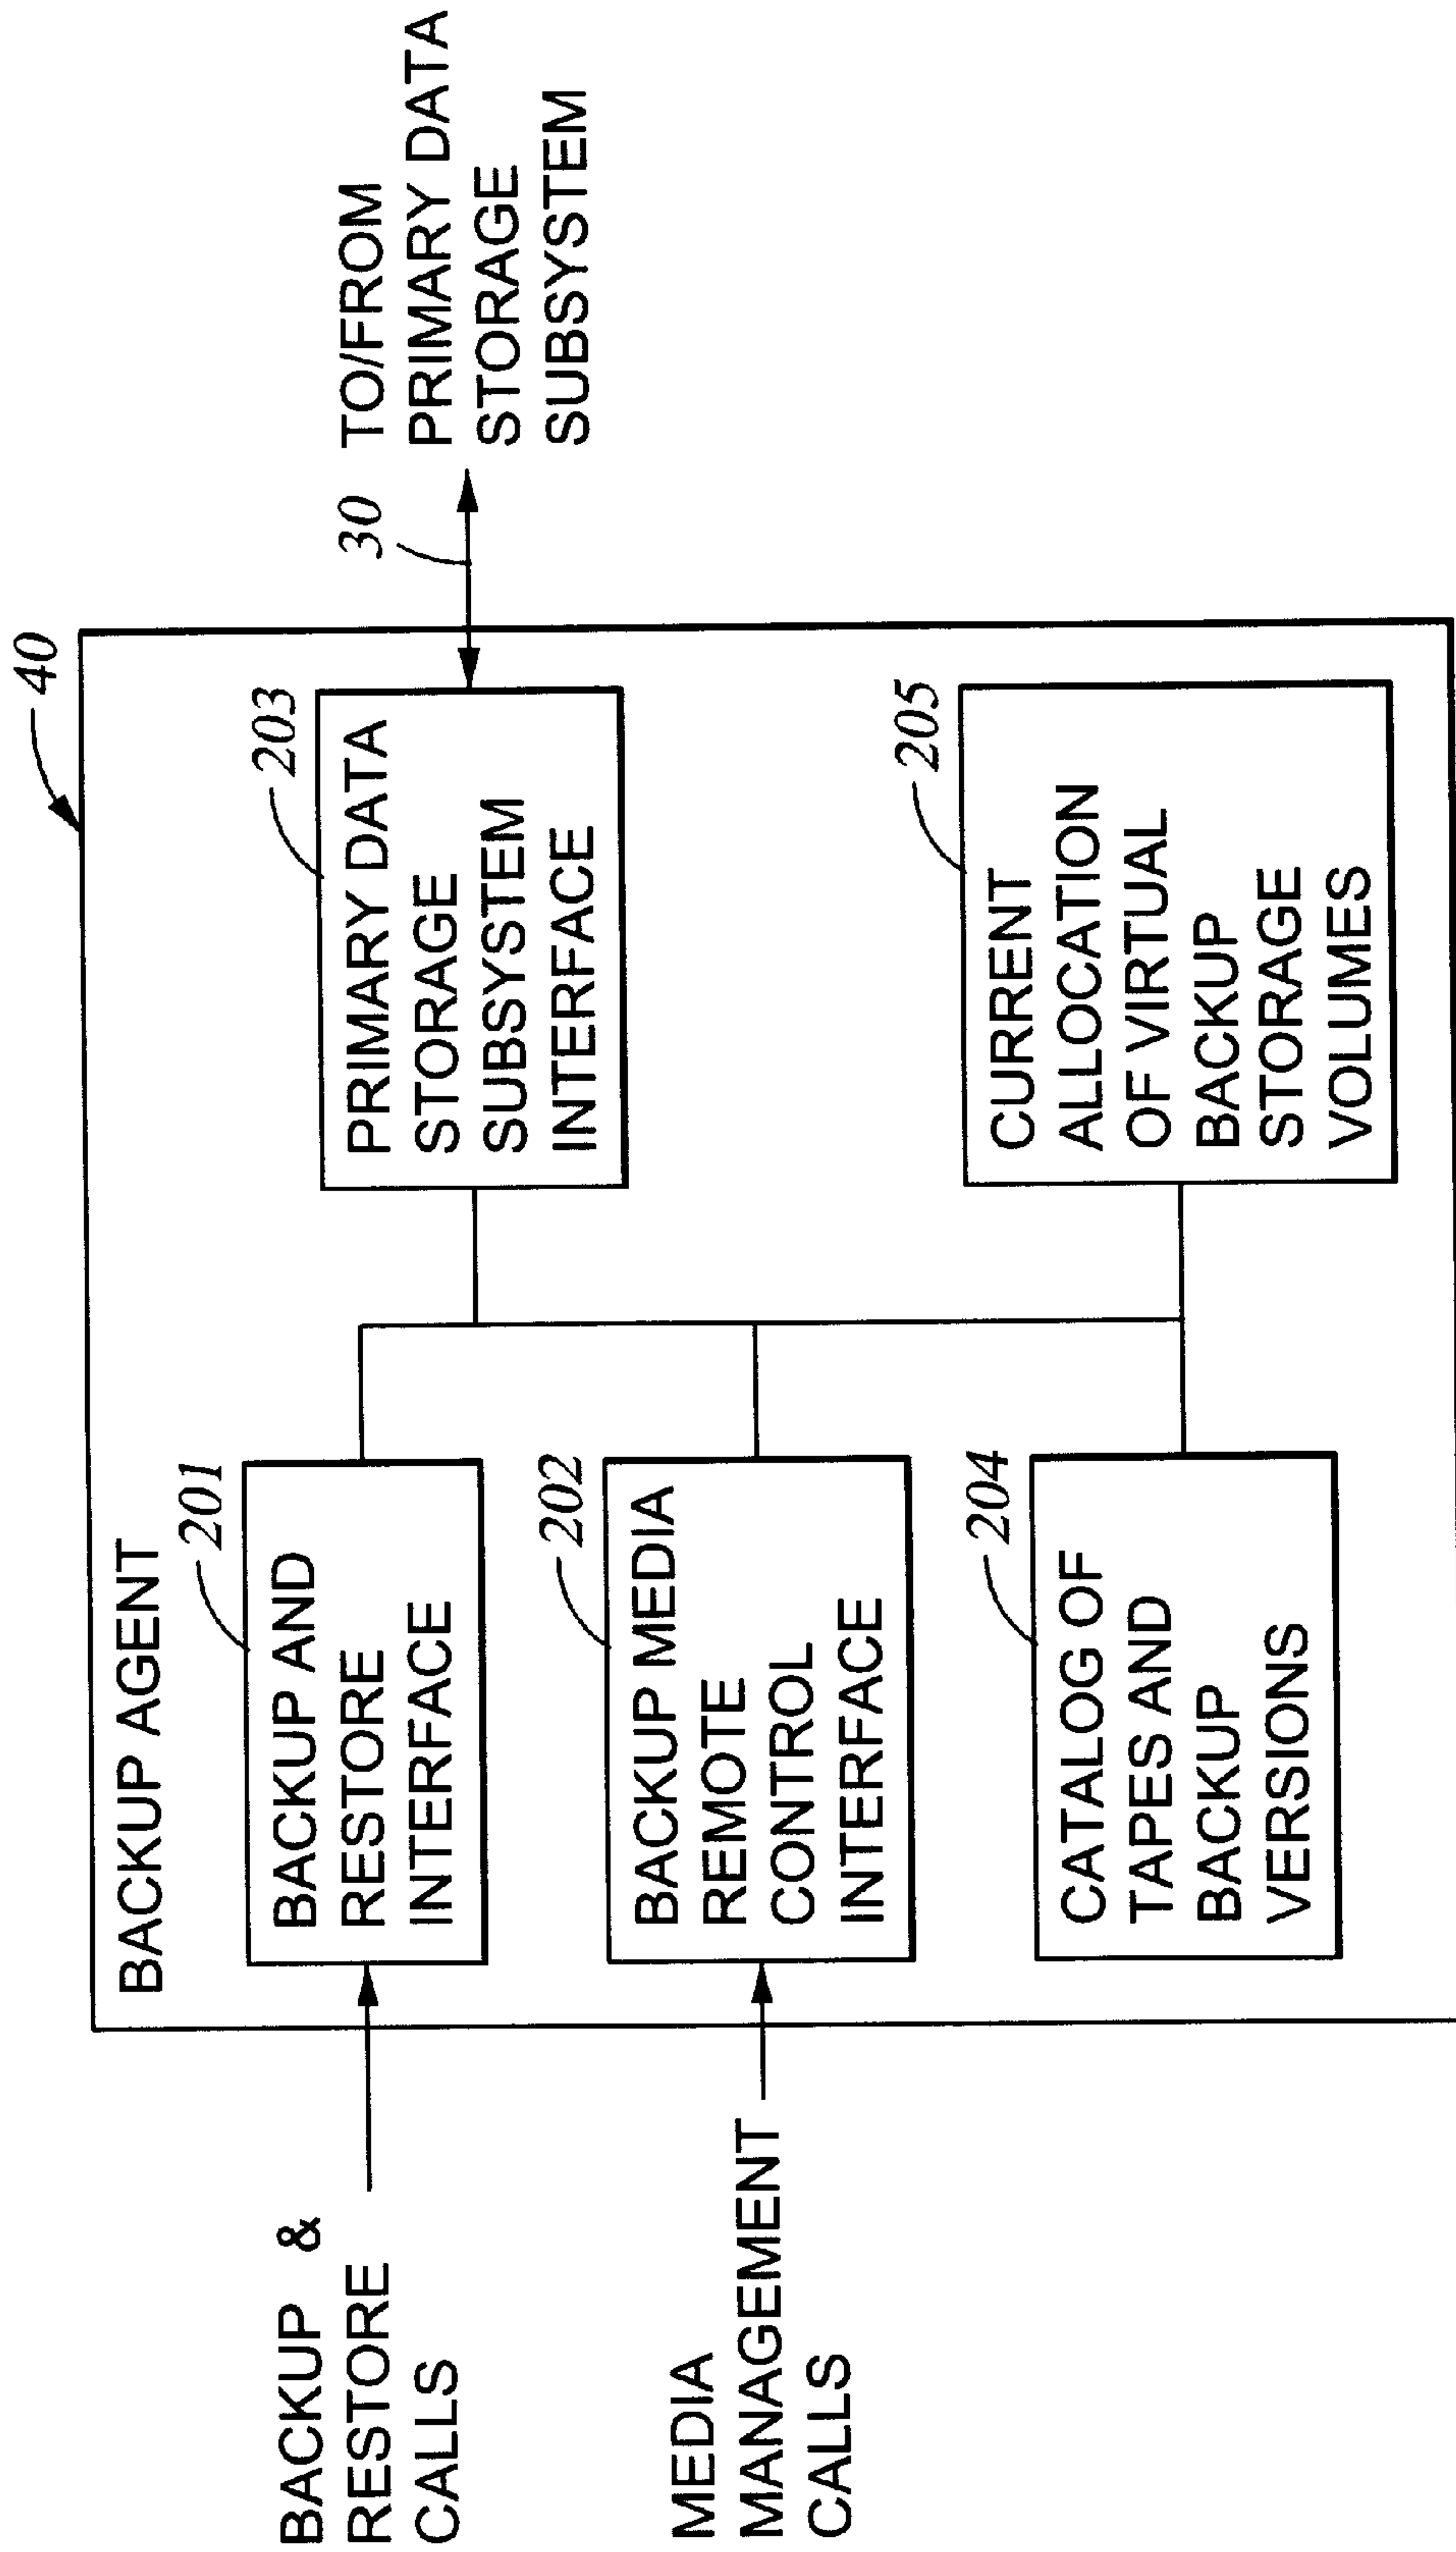 40
BACKUP AGENT
201
BACKUP AND
RESTORE
INTERFACE
BACKUP &
RESTORE
CALLS
202
BACKUP MEDIA
REMOTE
CONTROL
INTERFACE
MEDIA
MANAGEMENT
CALLS
204
CATALOG OF
TAPES AND
BACKUP
VERSIONS
203
PRIMARY DATA
STORAGE
SUBSYSTEM
INTERFACE
30
TO/FROM
PRIMARY DATA
STORAGE
SUBSYSTEM
205
CURRENT
ALLOCATION
OF VIRTUAL
BACKUP
STORAGE
VOLUMES